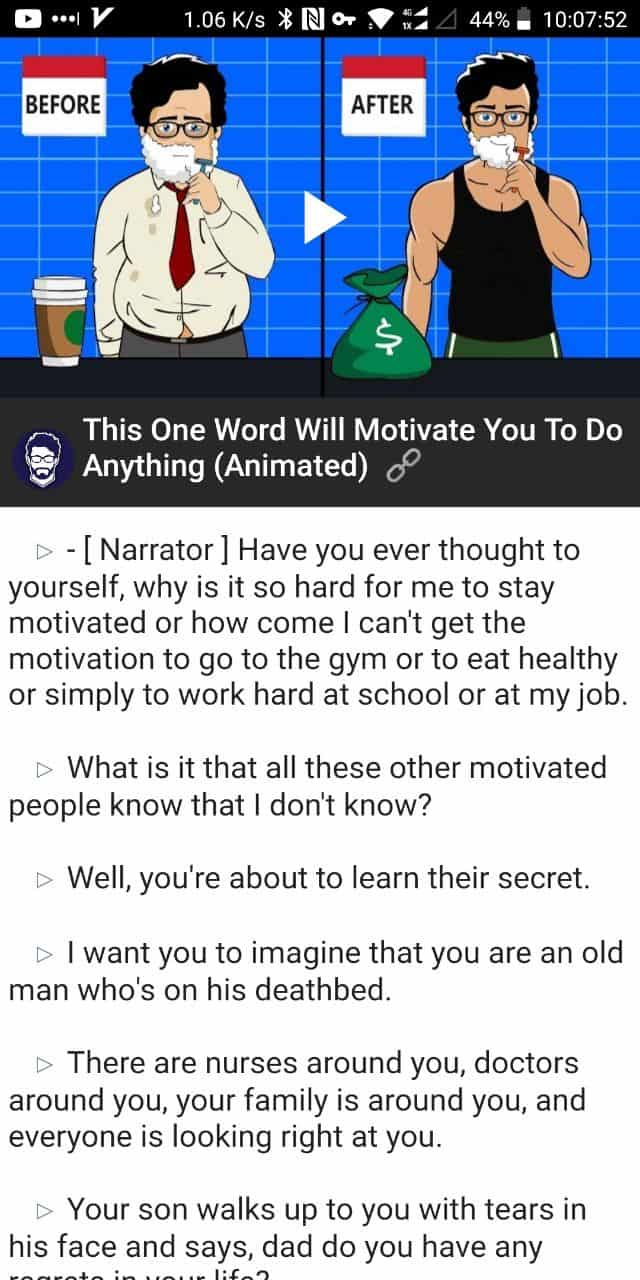 1.06 K/s 4G 1X 44% 10:07:52
BEFORE
AFTER
$
This One Word Will Motivate You To Do
Anything (Animated)
- [ Narrator ] Have you ever thought to
yourself, why is it so hard for me to stay
motivated or how come I can't get the
motivation to go to the gym or to eat healthy
or simply to work hard at school or at my job.
What is it that all these other motivated
people know that I don't know?
Well, you're about to learn their secret.
I want you to imagine that you are an old
man who's on his deathbed.
There are nurses around you, doctors
around you, your family is around you, and
everyone is looking right at you.
Your son walks up to you with tears in
his face and says, dad do you have any
regrets in your life?